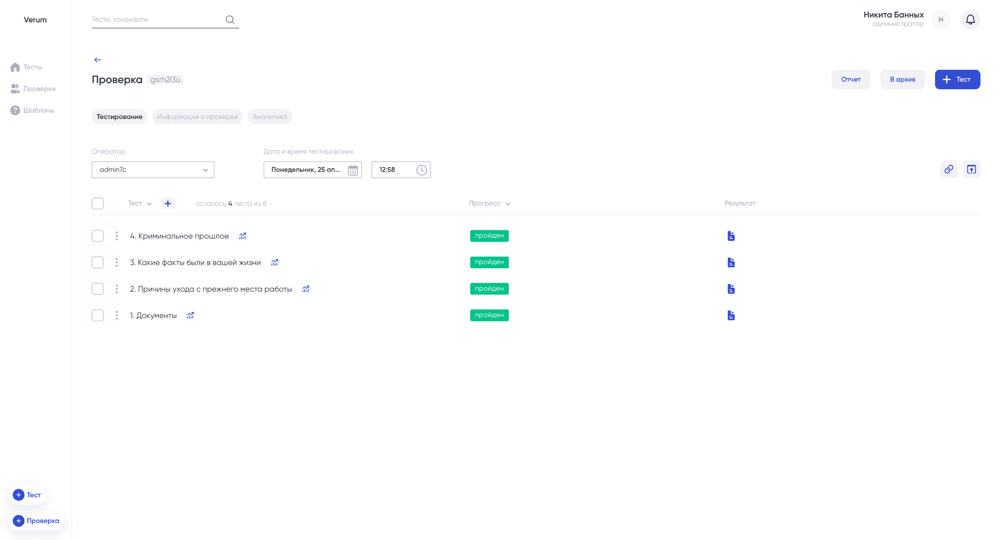 Verum
Тесты, кандидаты
Никита Банных
администратор
Н
Тесты
Проверки
Шаблоны
Проверка gsrh2l3u
Отчет
В архив
Тест
Тестирование
Информация о проверке
Аналитика
Оператор
Дата и время тестирования
admin7c
Понедельник, 25 ап...
12:58
Тест
осталось 4 теста из 8
Прогресс
Результат
4. Криминальное прошлое
пройден
3. Какие факты были в вашей жизни
пройден
2. Причины ухода с прежнего места работы
пройден
1. Документы
пройден
Тест
Проверка